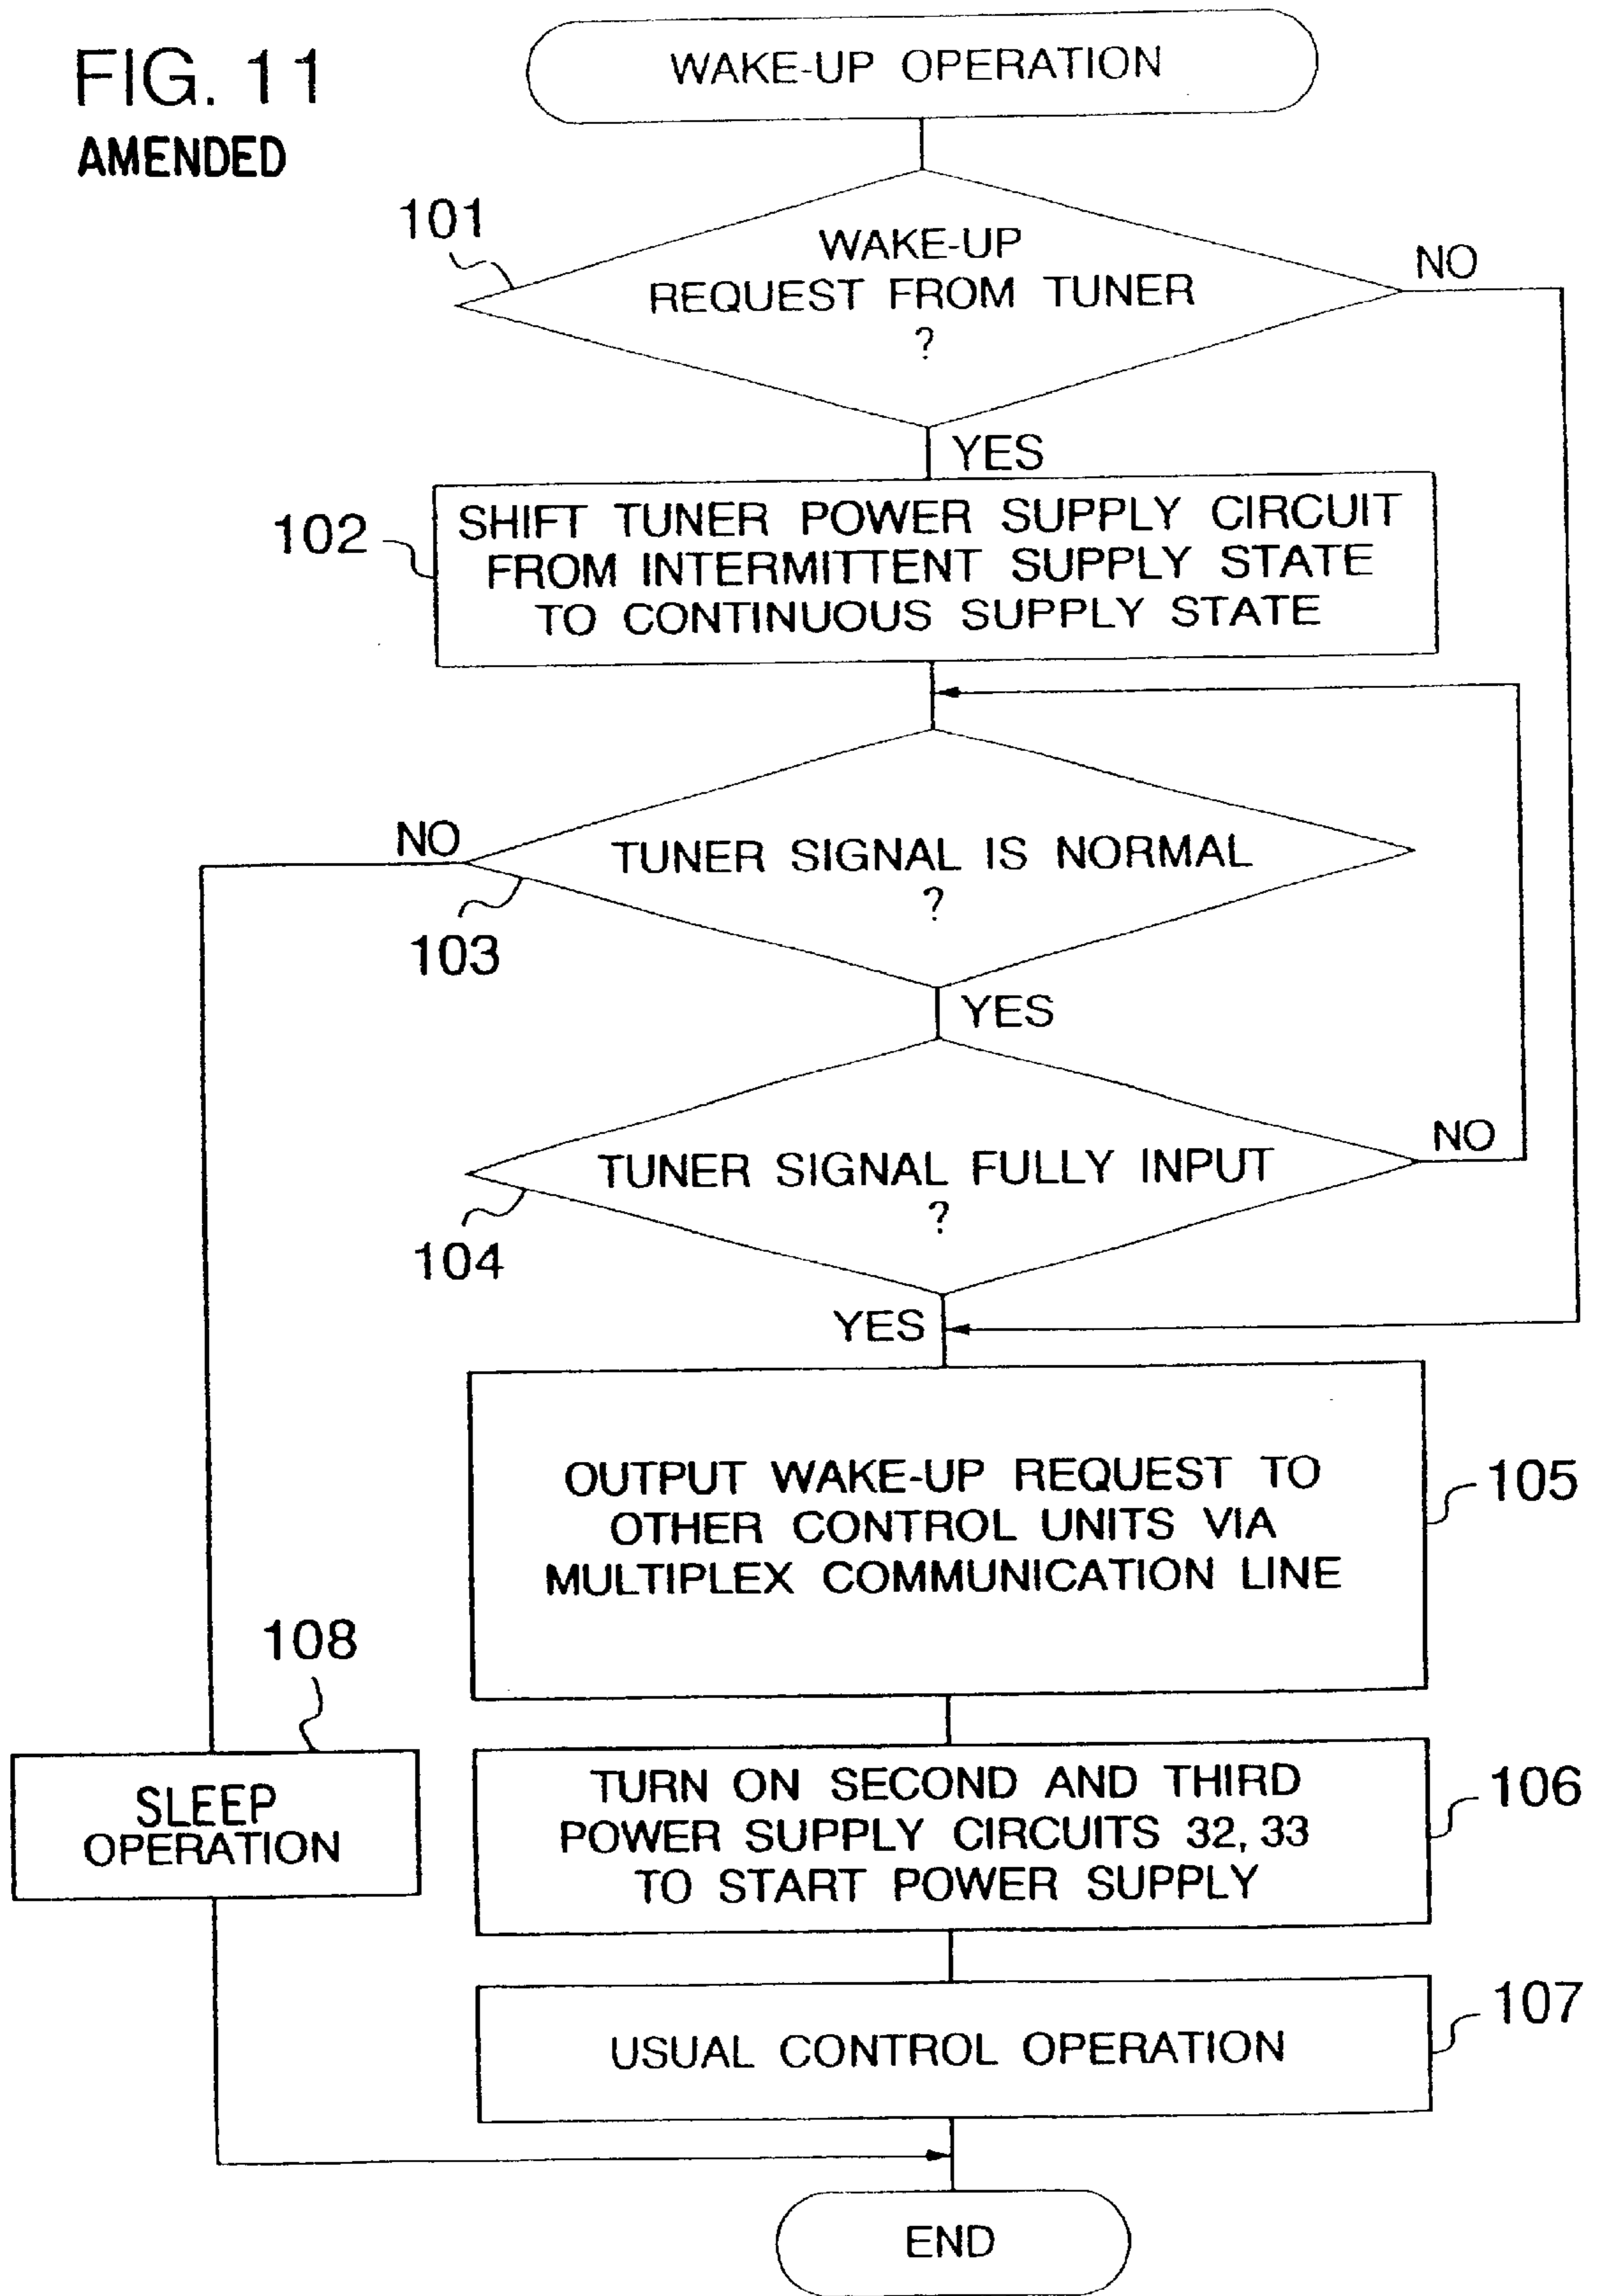 FIG. 11
AMENDED
WAKE-UP OPERATION
101
WAKE-UP
REQUEST FROM TUNER
?
NO
YES
102
SHIFT TUNER POWER SUPPLY CIRCUIT
FROM INTERMITTENT SUPPLY STATE
TO CONTINUOUS SUPPLY STATE
NO
TUNER SIGNAL IS NORMAL
?
103
YES
TUNER SIGNAL FULLY INPUT
?
NO
104
YES
OUTPUT WAKE-UP REQUEST TO
OTHER CONTROL UNITS VIA
MULTIPLEX COMMUNICATION LINE
105
108
SLEEP
OPERATION
TURN ON SECOND AND THIRD
POWER SUPPLY CIRCUITS 32, 33
TO START POWER SUPPLY
106
USUAL CONTROL OPERATION
107
END